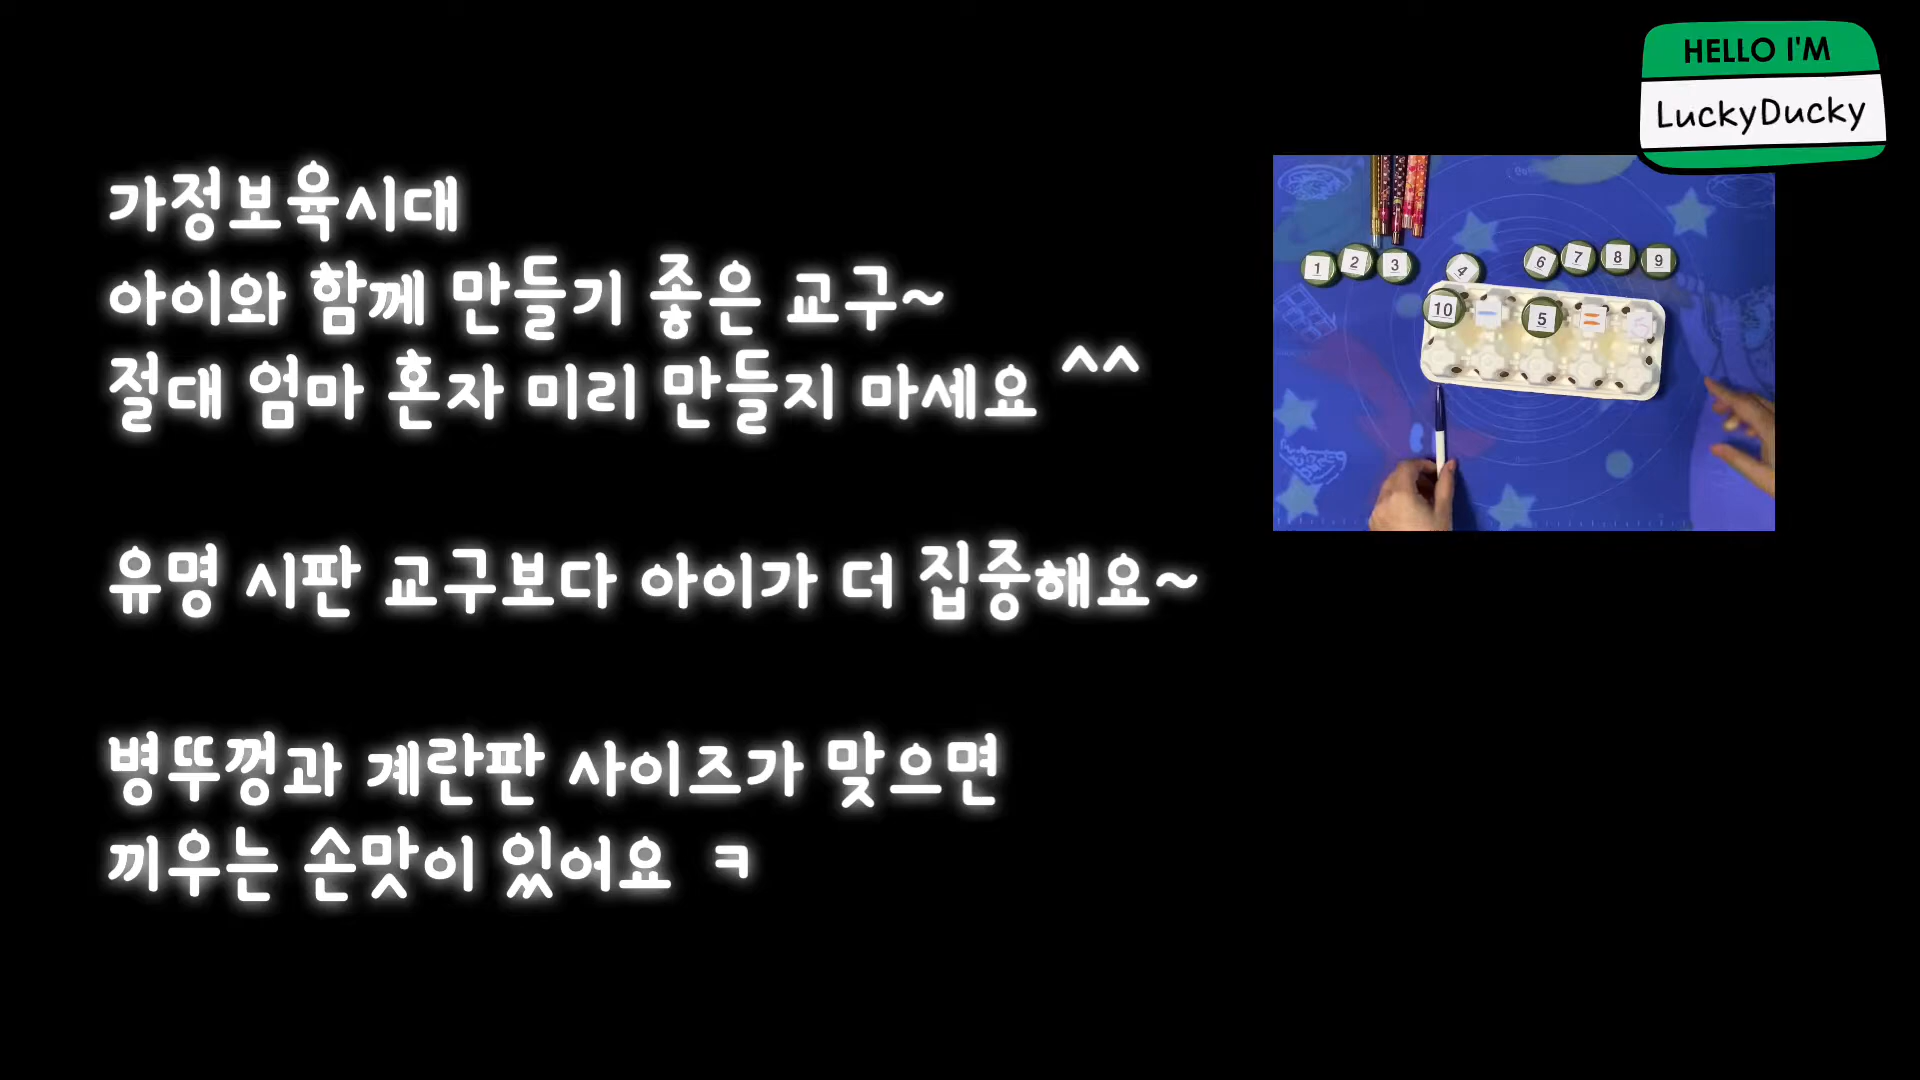 HELLO I'M
LuckyDucky
가정보육시대
아이와 함께 만들기 좋은 교구~
절대 엄마 혼자 미리 만들지 마세요 ^^
유명 시판 교구보다 아이가 더 집중해요~
병뚜껑과 계란판 사이즈가 맞으면
끼우는 손맛이 있어요 ㅋ
1 2 3 4 6 7 8 9
10 - 5 = 5